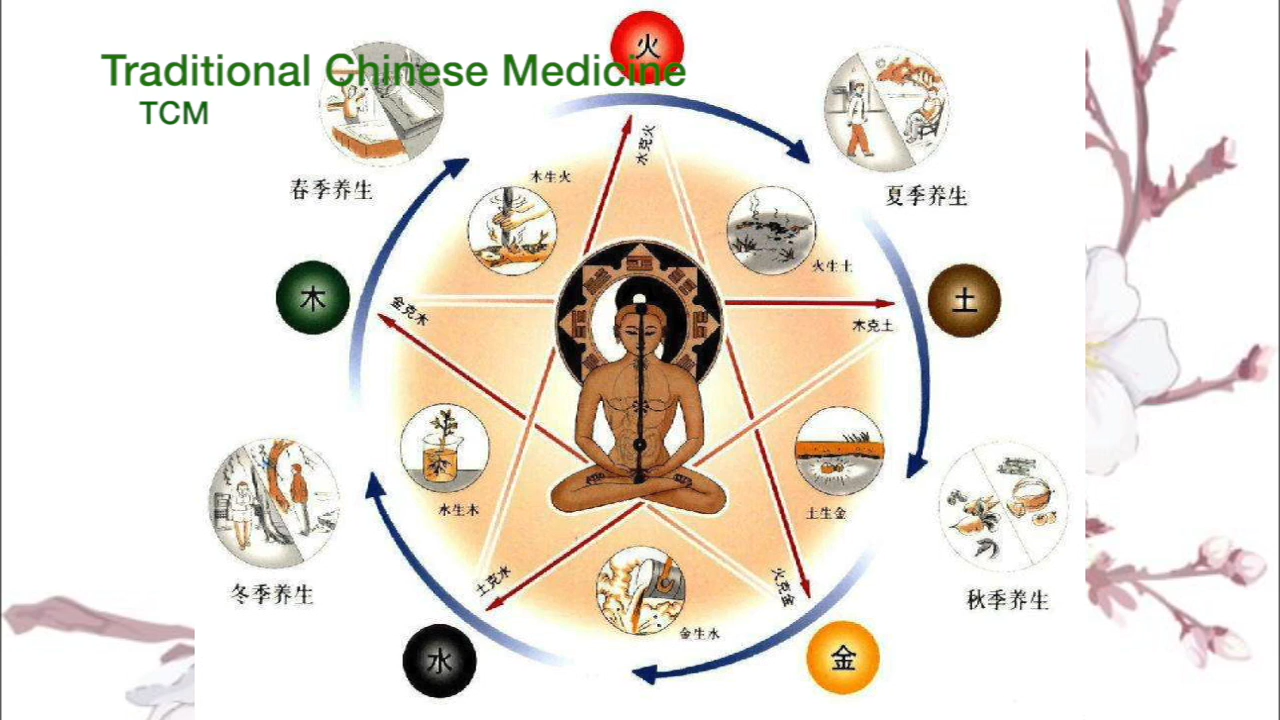 火
Traditional Chinese Medicine
TCM
水克火
木生火
春季养生
夏季养生
火生土
木
金克木
土
木克土
水生木
土生金
土克水
火克金
冬季养生
秋季养生
金生水
水
金